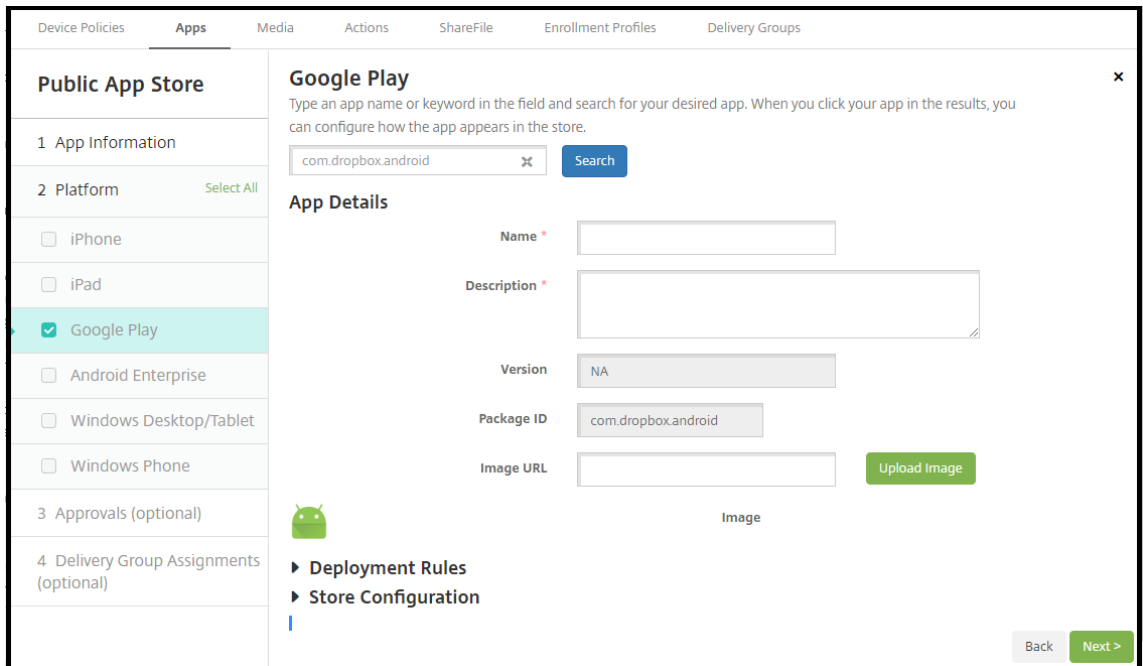 Device Policies Apps Media Actions ShareFile Enrollment Profiles Delivery Groups
Public App Store
1 App Information
2 Platform Select All
iPhone
iPad
Google Play
Android Enterprise
Windows Desktop/Tablet
Windows Phone
3 Approvals (optional)
4 Delivery Group Assignments
(optional)
Google Play
Type an app name or keyword in the field and search for your desired app. When you click your app in the results, you
can configure how the app appears in the store.
com.dropbox.android Search
App Details
Name *
Description *
Version NA
Package ID com.dropbox.android
Image URL Upload Image
Image
Deployment Rules
Store Configuration
Back Next >